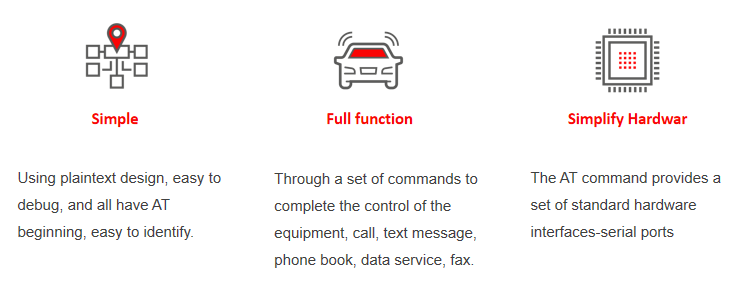 Simple
Using plaintext design, easy to
debug, and all have AT
beginning, easy to identify.
Full function
Through a set of commands to
complete the control of the
equipment, call, text message,
phone book, data service, fax.
Simplify Hardwar
The AT command provides a
set of standard hardware
interfaces-serial ports